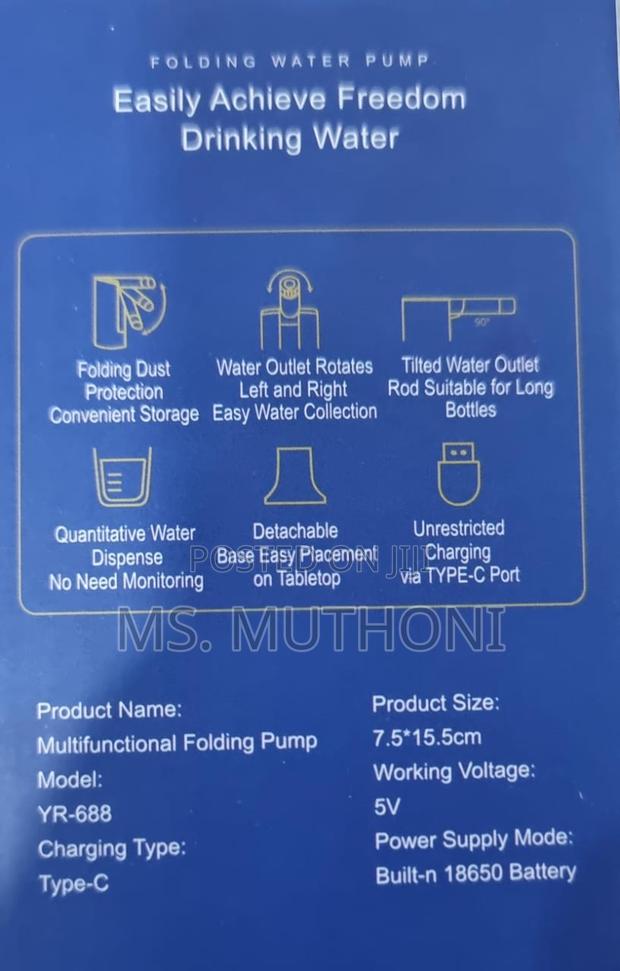 FOLDING WATER PUMP
Easily Achieve Freedom
Drinking Water
90°
Folding Dust
Protection
Convenient Storage
Water Outlet Rotates
Left and Right
Easy Water Collection
Tilted Water Outlet
Rod Suitable for Long
Bottles
Quantitative Water
Dispense
No Need Monitoring
Detachable
Base Easy Placement
on Tabletop
Unrestricted
Charging
via TYPE-C Port
POSTED ON JIJI
MS. MUTHONI
Product Name:
Multifunctional Folding Pump
Model:
YR-688
Charging Type:
Type-C
Product Size:
7.5*15.5cm
Working Voltage:
5V
Power Supply Mode:
Built-n 18650 Battery